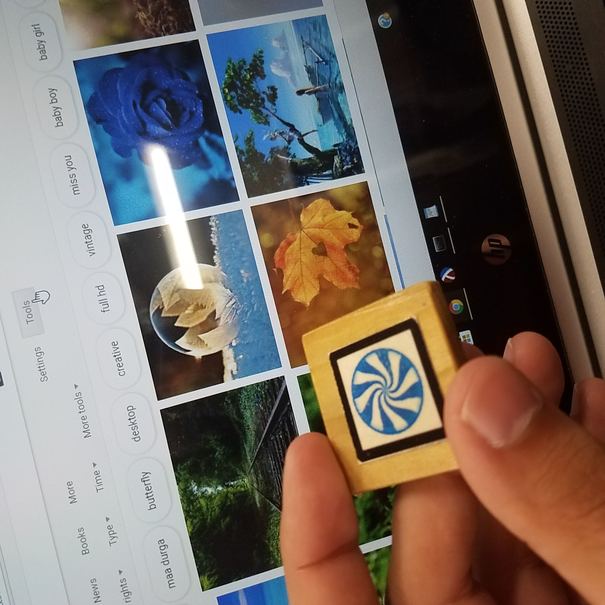 Settings Tools
News Books More
rights Type Time More tools
maa durga butterfly desktop creative full hd vintage miss you baby boy baby girl
hp